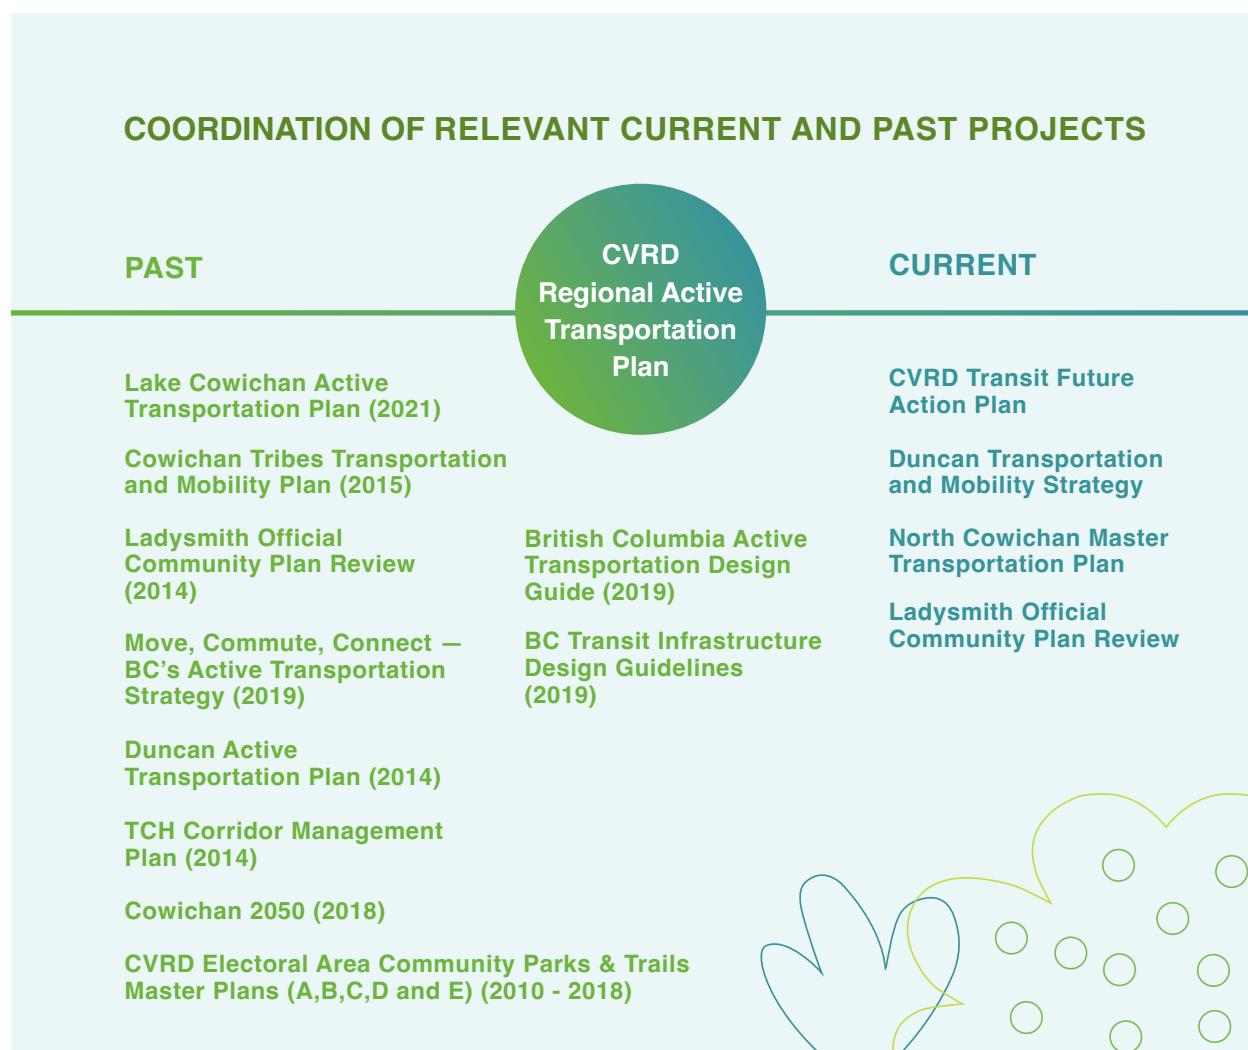 COORDINATION OF RELEVANT CURRENT AND PAST PROJECTS
CVRD
Regional Active
Transportation
Plan
PAST
Lake Cowichan Active
Transportation Plan (2021)
Cowichan Tribes Transportation
and Mobility Plan (2015)
Ladysmith Official
Community Plan Review
(2014)
Move, Commute, Connect —
BC’s Active Transportation
Strategy (2019)
Duncan Active
Transportation Plan (2014)
TCH Corridor Management
Plan (2014)
Cowichan 2050 (2018)
CVRD Electoral Area Community Parks & Trails
Master Plans (A,B,C,D and E) (2010 - 2018)
British Columbia Active
Transportation Design
Guide (2019)
BC Transit Infrastructure
Design Guidelines
(2019)
CURRENT
CVRD Transit Future
Action Plan
Duncan Transportation
and Mobility Strategy
North Cowichan Master
Transportation Plan
Ladysmith Official
Community Plan Review